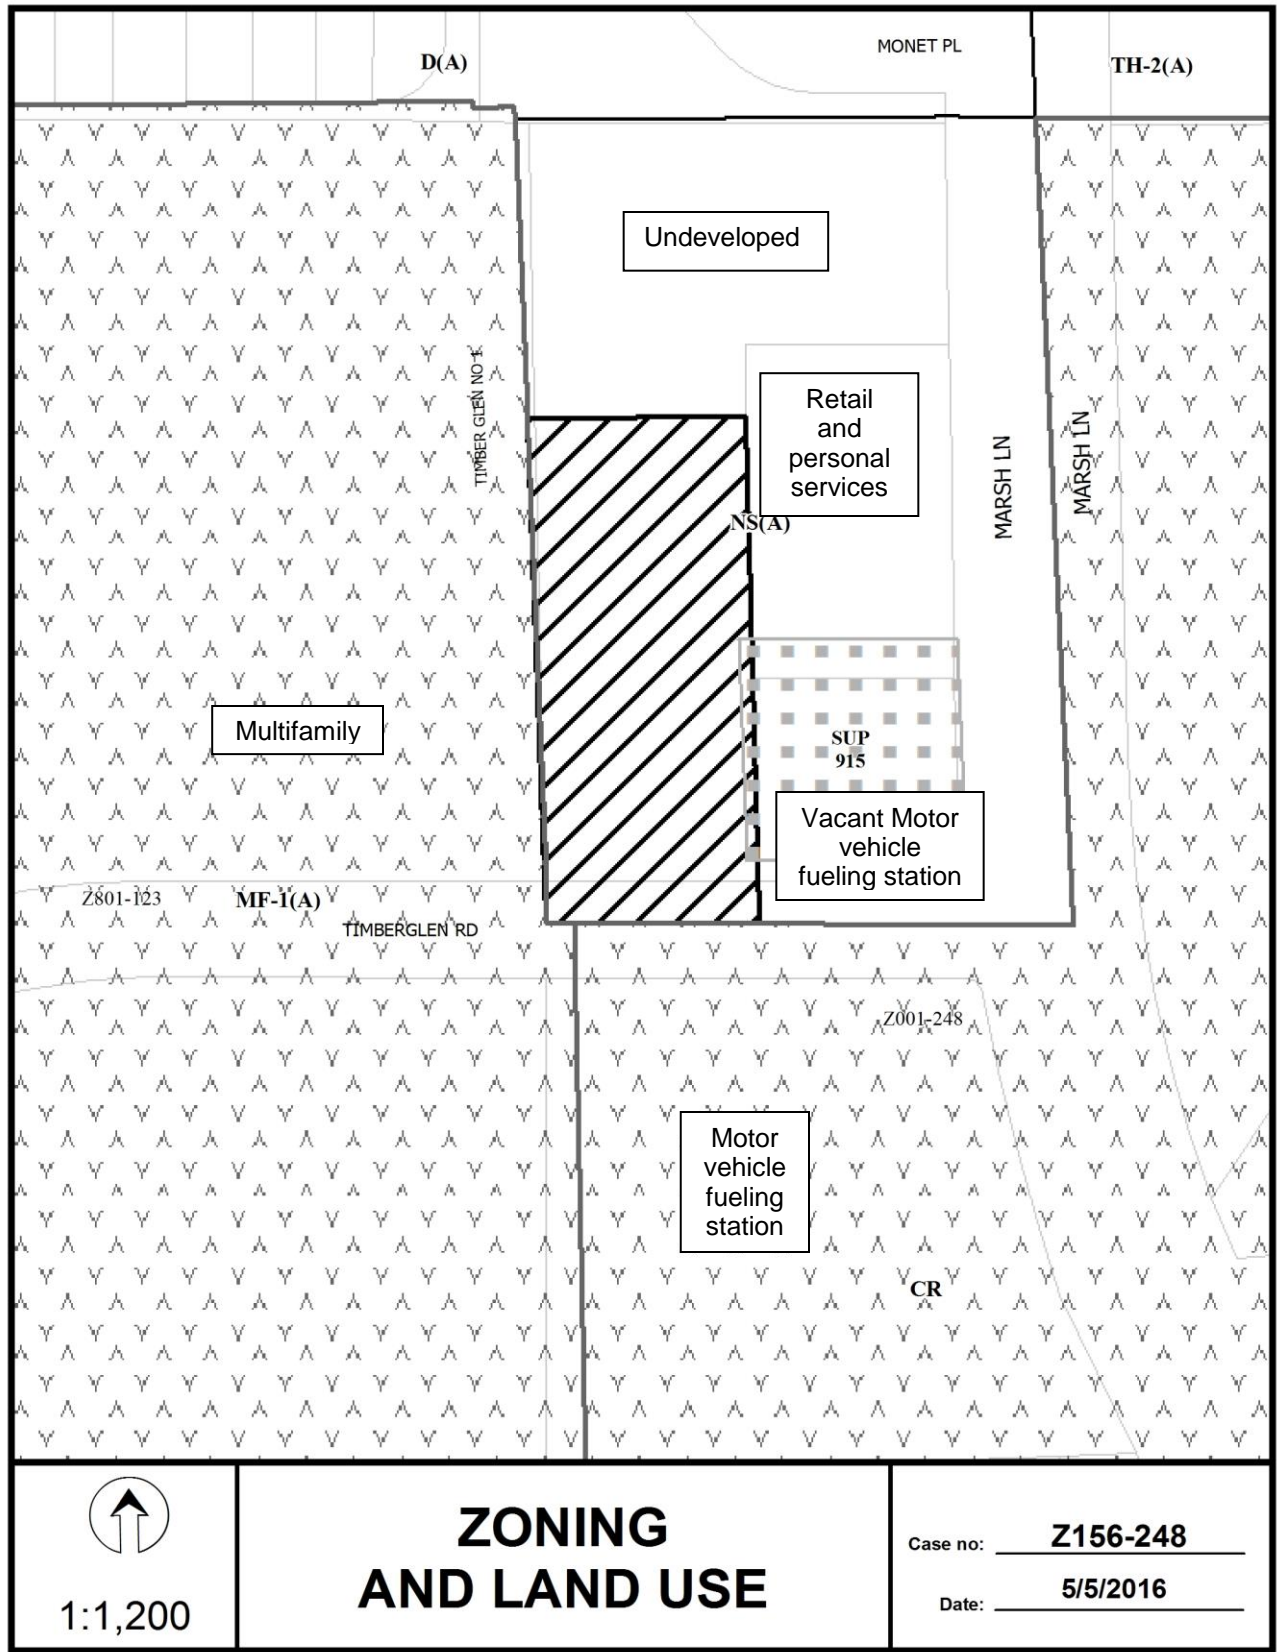 MONET PL
D(A)
TH-2(A)
Undeveloped
TIMBER GLEN NO 1
Retail
and
personal
services
MARSH LN
MARSH LN
NS(A)
Multifamily
SUP
915
Vacant Motor
vehicle
fueling station
Z801-123
MF-1(A)
TIMBERGLEN RD
Z001-248
Motor
vehicle
fueling
station
CR
1:1,200
ZONING
AND LAND USE
Case no: Z156-248
Date: 5/5/2016